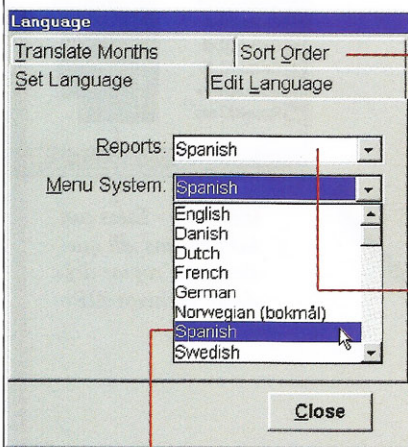 Language
Translate Months
Sort Order
Set Language
Edit Language
Reports: Spanish
Menu System: Spanish
English
Danish
Dutch
French
German
Norwegian (bokmål)
Spanish
Swedish
Close